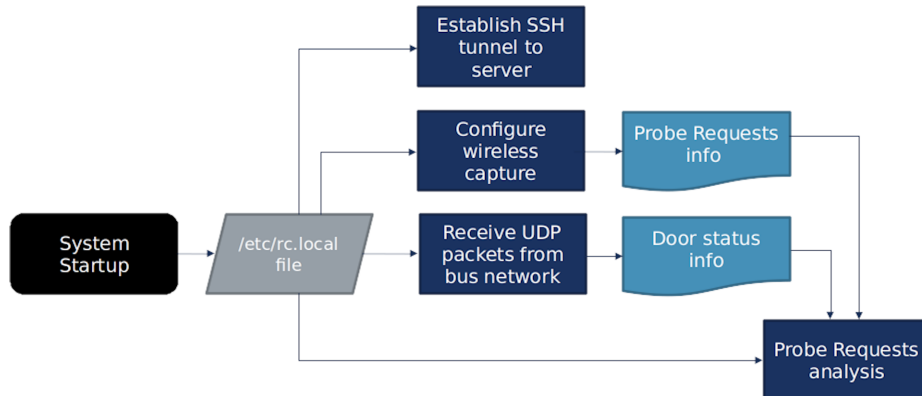 Establish SSH
tunnel to
server
Configure
wireless
capture
Probe Requests
info
System
Startup
/etc/rc.local
file
Receive UDP
packets from
bus network
Door status
info
Probe Requests
analysis